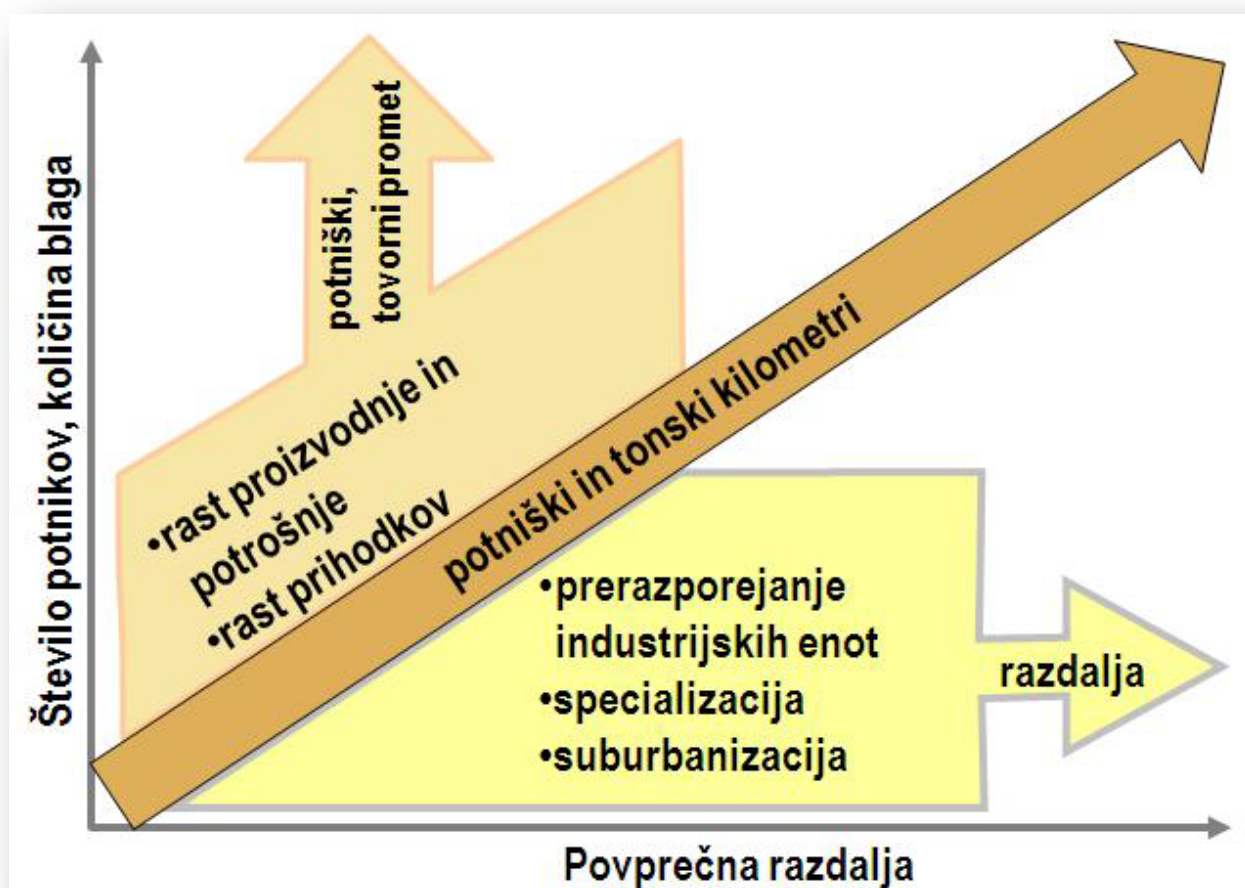 Število potnikov, količina blaga
potniški,
tovorni promet
•rast proizvodnje in
potrošnje
•rast prihodkov
potniški in tonski kilometri
•prerazporejanje
industrijskih enot
•specializacija
•suburbanizacija
razdalja
Povprečna razdalja